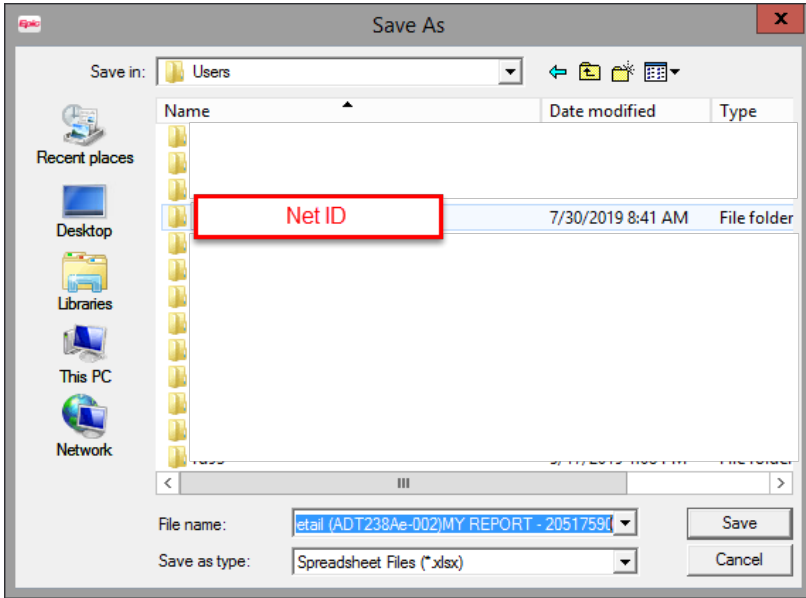 Epic
Save As
x
Save in: Users
Name Date modified Type
Recent places
Net ID 7/30/2019 8:41 AM File folder
Desktop
Libraries
This PC
Network
File name: etail (ADT238Ae-002)MY REPORT - 20517590
Save
Save as type: Spreadsheet Files (*.xlsx)
Cancel